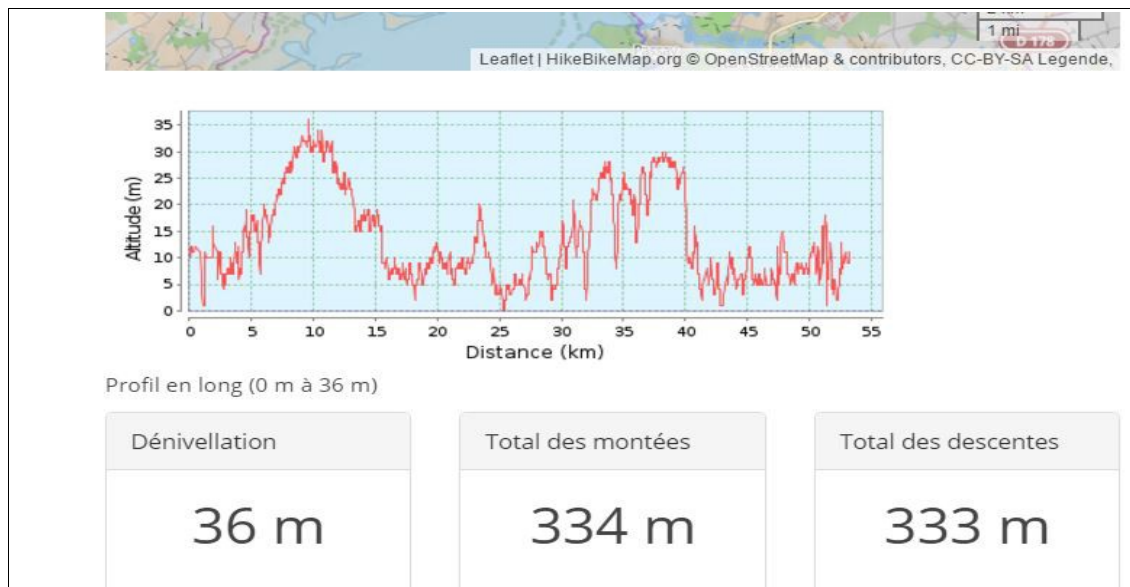 1 mi
D 178
Leaflet | HikeBikeMap.org © OpenStreetMap & contributors, CC-BY-SA Legende,
35
30
25
20
15
10
5
0
Altitude (m)
0 5 10 15 20 25 30 35 40 45 50 55
Distance (km)
Profil en long (0 m à 36 m)
Dénivellation
Total des montées
Total des descentes
36 m
334 m
333 m